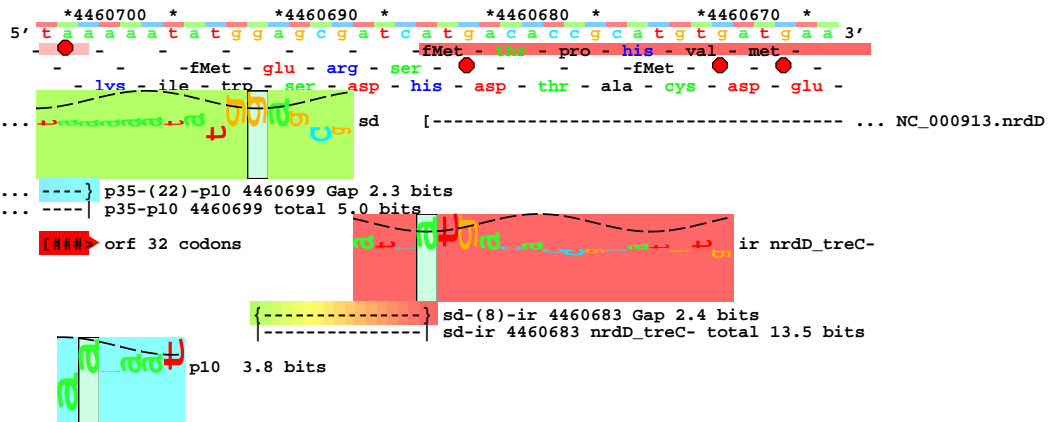 *4460700 * *4460690 * *4460680 * *4460670 *
5' t a a a a a t a t g g a g c g a t c a t g a c a c c g c a t g t g a t g a a 3'
- - - - - -fMet - thr - pro - his - val - met -
- - -fMet - glu - arg - ser - - - -fMet - - -
- lys - ile - trp - ser - asp - his - asp - thr - ala - cys - asp - glu -
... t a a a a a t a t g g a g c g sd [------------------------------------- ... NC_000913.nrdD
... ----} p35-(22)-p10 4460699 Gap 2.3 bits
... ----| p35-p10 4460699 total 5.0 bits
[###> orf 32 codons
ir nrdD_treC-
{---------------} sd-(8)-ir 4460683 Gap 2.4 bits
|---------------| sd-ir 4460683 nrdD_treC- total 13.5 bits
p10 3.8 bits